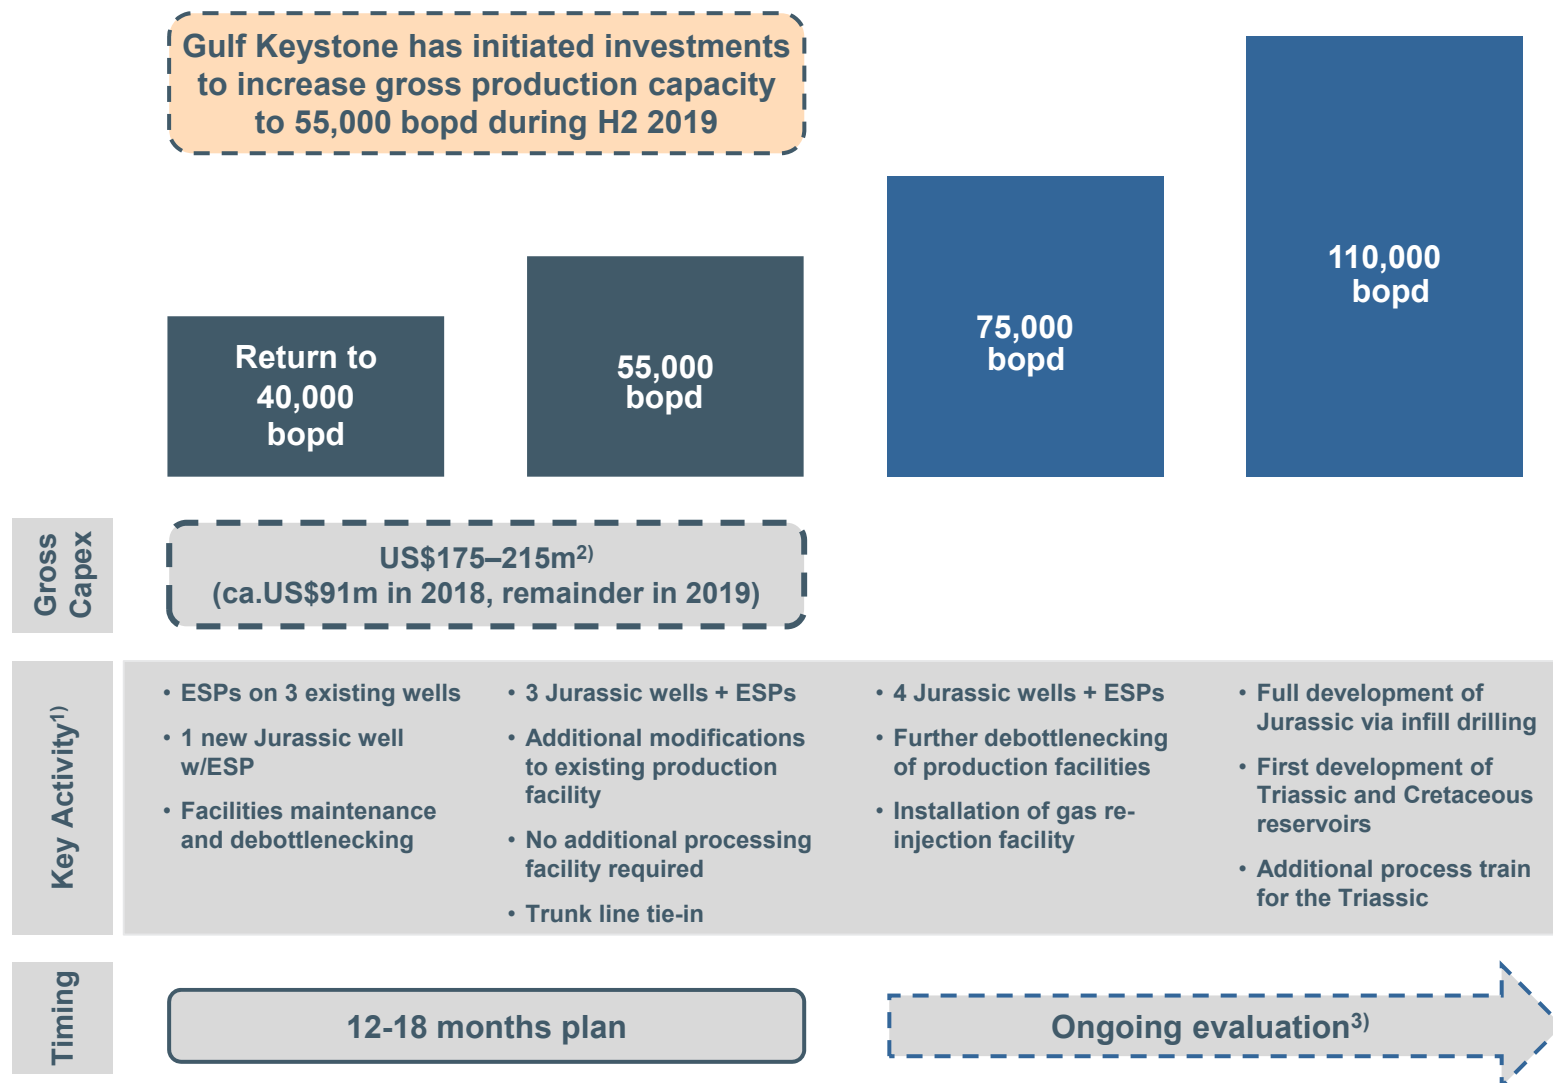 Gulf Keystone has initiated investments
to increase gross production capacity
to 55,000 bopd during H2 2019
Return to
40,000
bopd
55,000
bopd
75,000
bopd
110,000
bopd
Gross
Capex
US$175–215m2)
(ca.US$91m in 2018, remainder in 2019)
Key Activity1)
• ESPs on 3 existing wells
• 1 new Jurassic well
w/ESP
• Facilities maintenance
and debottlenecking
• 3 Jurassic wells + ESPs
• Additional modifications
to existing production
facility
• No additional processing
facility required
• Trunk line tie-in
• 4 Jurassic wells + ESPs
• Further debottlenecking
of production facilities
• Installation of gas re-
injection facility
• Full development of
Jurassic via infill drilling
• First development of
Triassic and Cretaceous
reservoirs
• Additional process train
for the Triassic
Timing
12-18 months plan
Ongoing evaluation3)